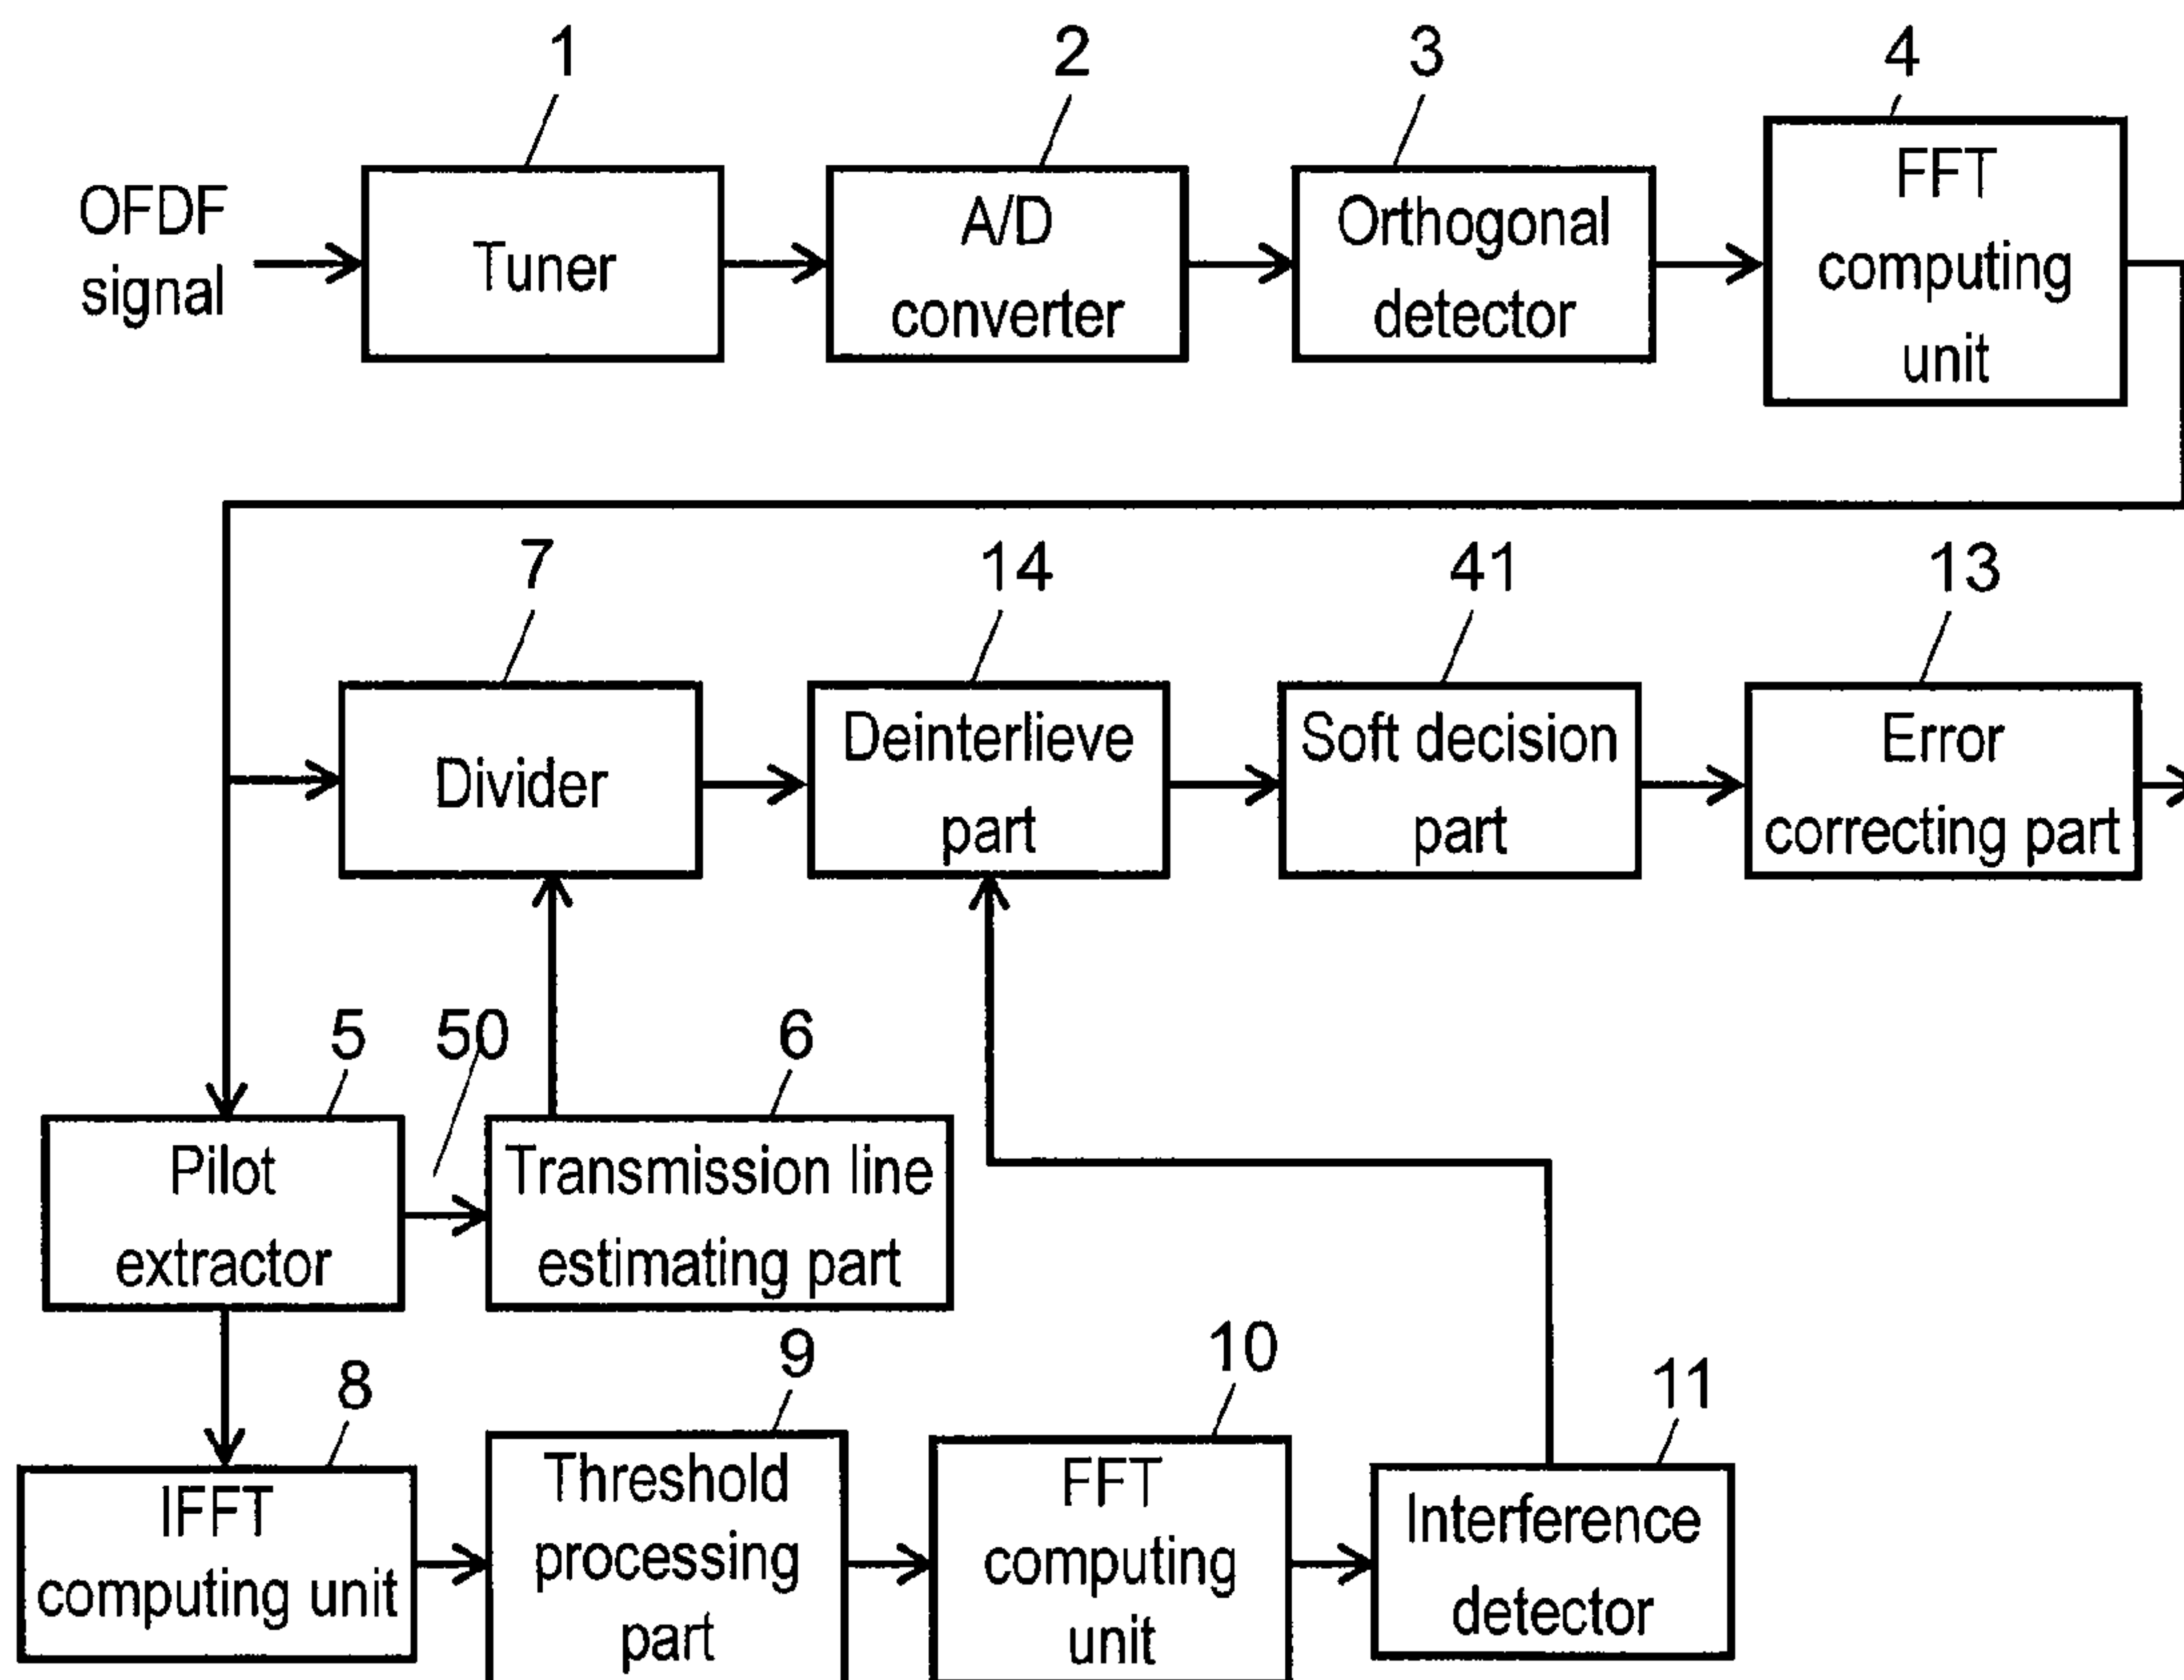 1
2
3
4
OFDF
signal
Tuner
A/D
converter
Orthogonal
detector
FFT
computing
unit
7
14
41
13
Divider
Deinterlieve
part
Soft decision
part
Error
correcting part
5
50
6
Pilot
extractor
Transmission line
estimating part
8
9
10
11
IFFT
computing unit
Threshold
processing
part
FFT
computing
unit
Interference
detector